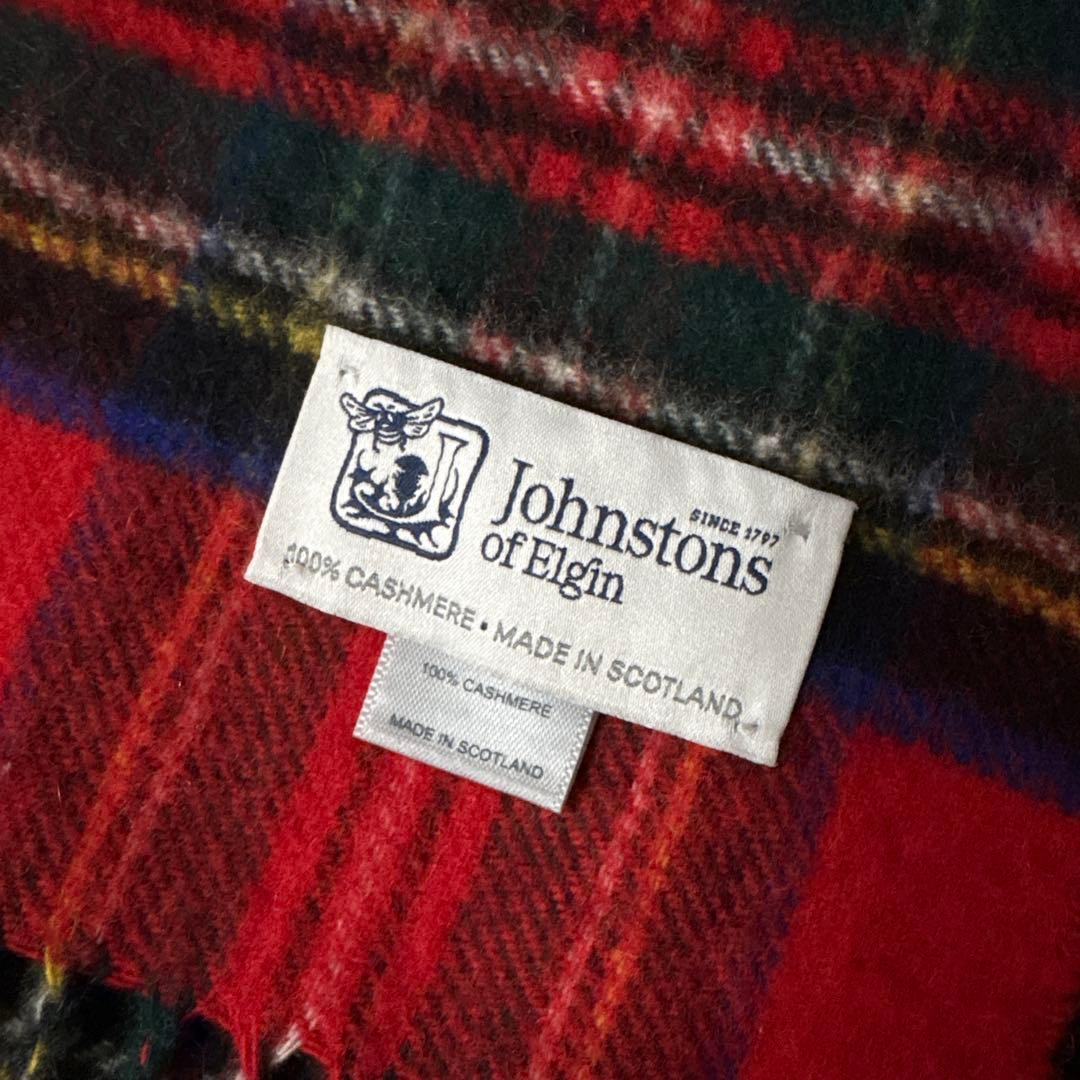 Johnstons
SINCE 1797
of Elgin
100% CASHMERE • MADE IN SCOTLAND
100% CASHMERE
MADE IN SCOTLAND